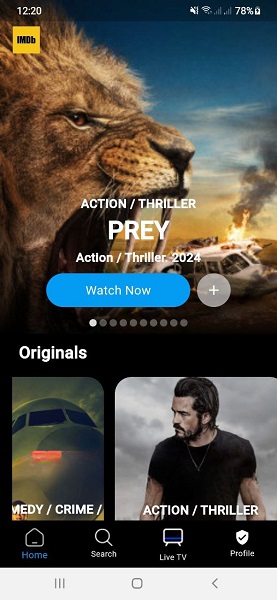 12:20
78%
IMDb
ACTION / THRILLER
PREY
Action / Thriller. 2024
Watch Now
+
Originals
MEDY / CRIME /
ACTION / THRILLER
Home
Search
Live TV
Profile